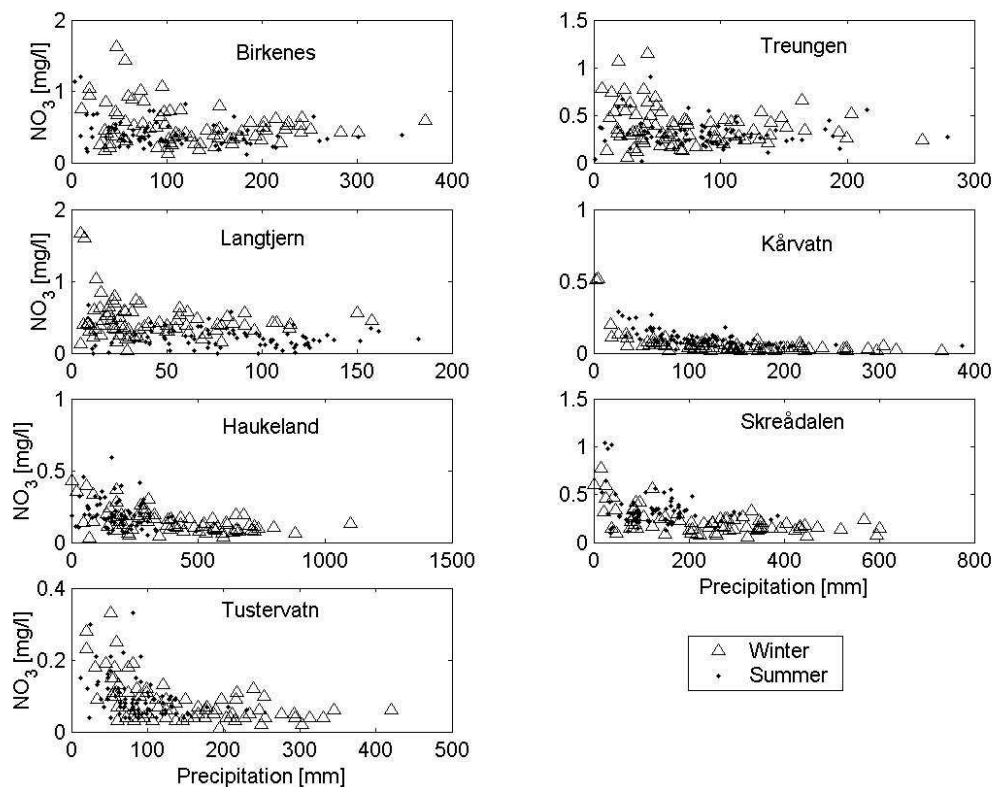 Birkenes
NO3 [mg/l]
2
1
0
0 100 200 300 400
Treungen
1.5
1
0.5
0
0 100 200 300
Langtjern
NO3 [mg/l]
2
1
0
0 50 100 150 200
Kårvatn
1
0.5
0
0 100 200 300 400
Haukeland
NO3 [mg/l]
1
0.5
0
0 500 1000 1500
Skreådalen
1.5
1
0.5
0
0 200 400 600 800
Precipitation [mm]
Tustervatn
NO3 [mg/l]
0.4
0.2
0
0 100 200 300 400 500
Precipitation [mm]
Winter
Summer